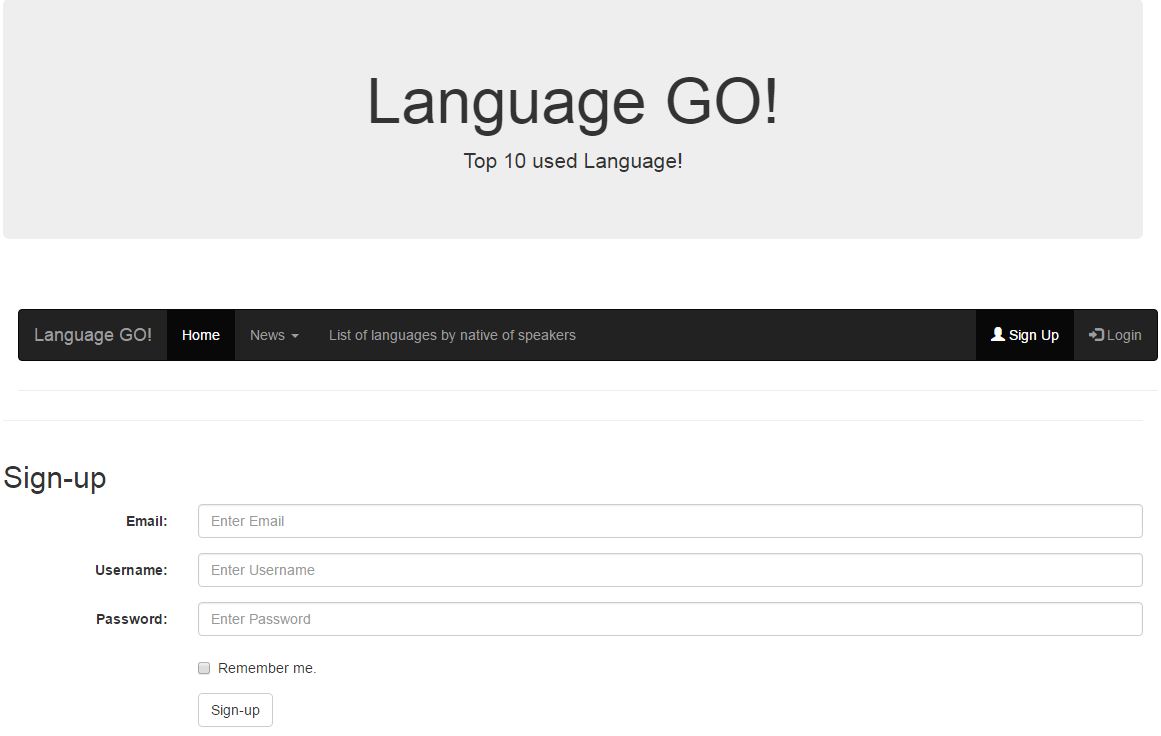 Language GO!
Top 10 used Language!
Language GO! Home News List of languages by native of speakers Sign Up Login
Sign-up
Email: Enter Email
Username: Enter Username
Password: Enter Password
Remember me.
Sign-up